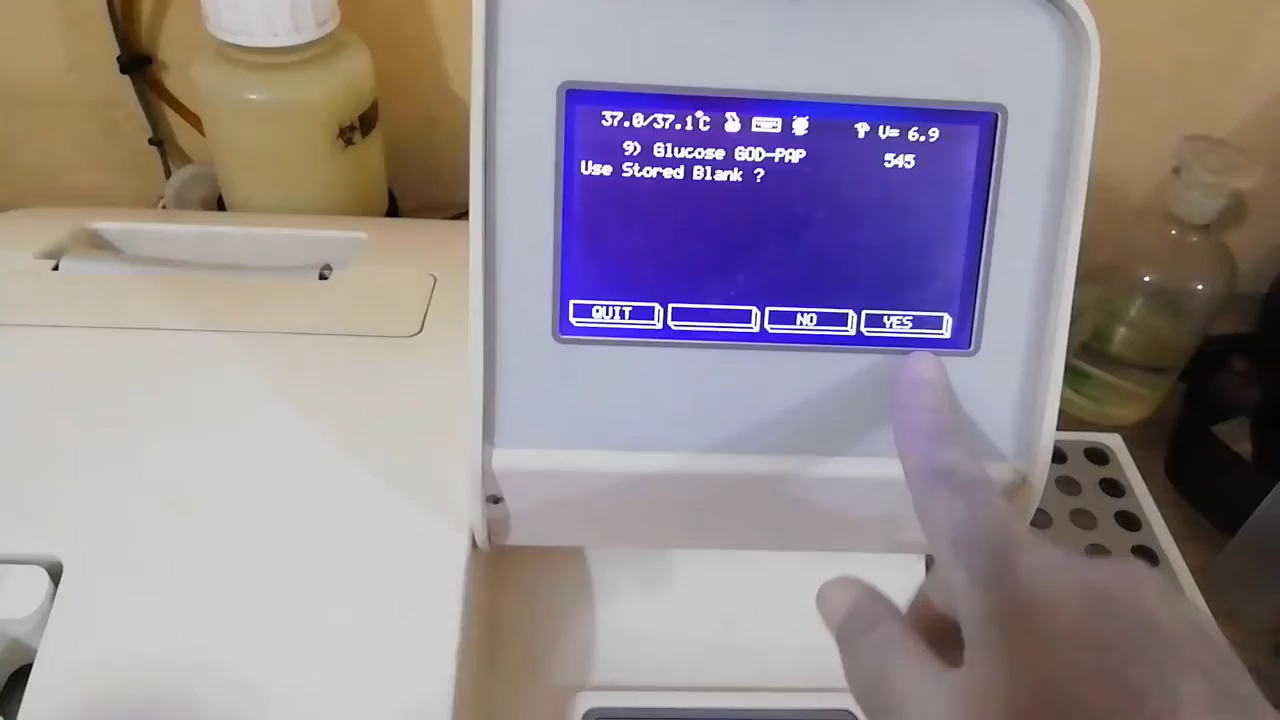 37.0/37.1°C V= 6.9
9) Glucose GOD-PAP 545
Use Stored Blank ?
QUIT NO YES